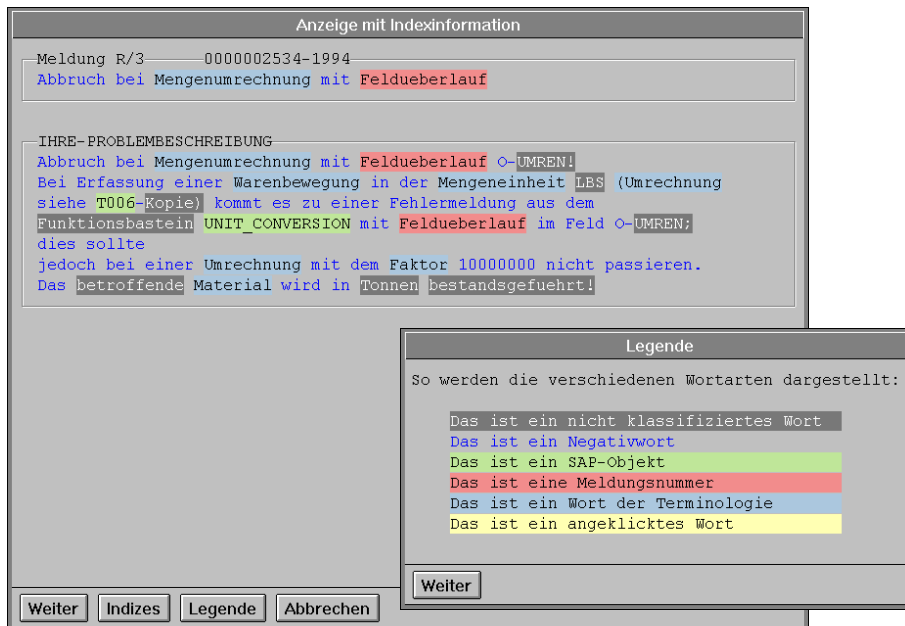 Anzeige mit Indexinformation
Meldung R/3 0000002534-1994
Abbruch bei Mengenumrechnung mit Feldueberlauf
IHRE-PROBLEMBESCHREIBUNG
Abbruch bei Mengenumrechnung mit Feldueberlauf O-UMREN!
Bei Erfassung einer Warenbewegung in der Mengeneinheit LBS (Umrechnung
siehe T006-Kopie) kommt es zu einer Fehlermeldung aus dem
Funktionsbastein UNIT_CONVERSION mit Feldueberlauf im Feld O-UMREN;
dies sollte
jedoch bei einer Umrechnung mit dem Faktor 10000000 nicht passieren.
Das betroffende Material wird in Tonnen bestandsgefuehrt!
Legende
So werden die verschiedenen Wortarten dargestellt:
Das ist ein nicht klassifiziertes Wort
Das ist ein Negativwort
Das ist ein SAP-Objekt
Das ist eine Meldungsnummer
Das ist ein Wort der Terminologie
Das ist ein angeklicktes Wort
Weiter
Weiter Indizes Legende Abbrechen